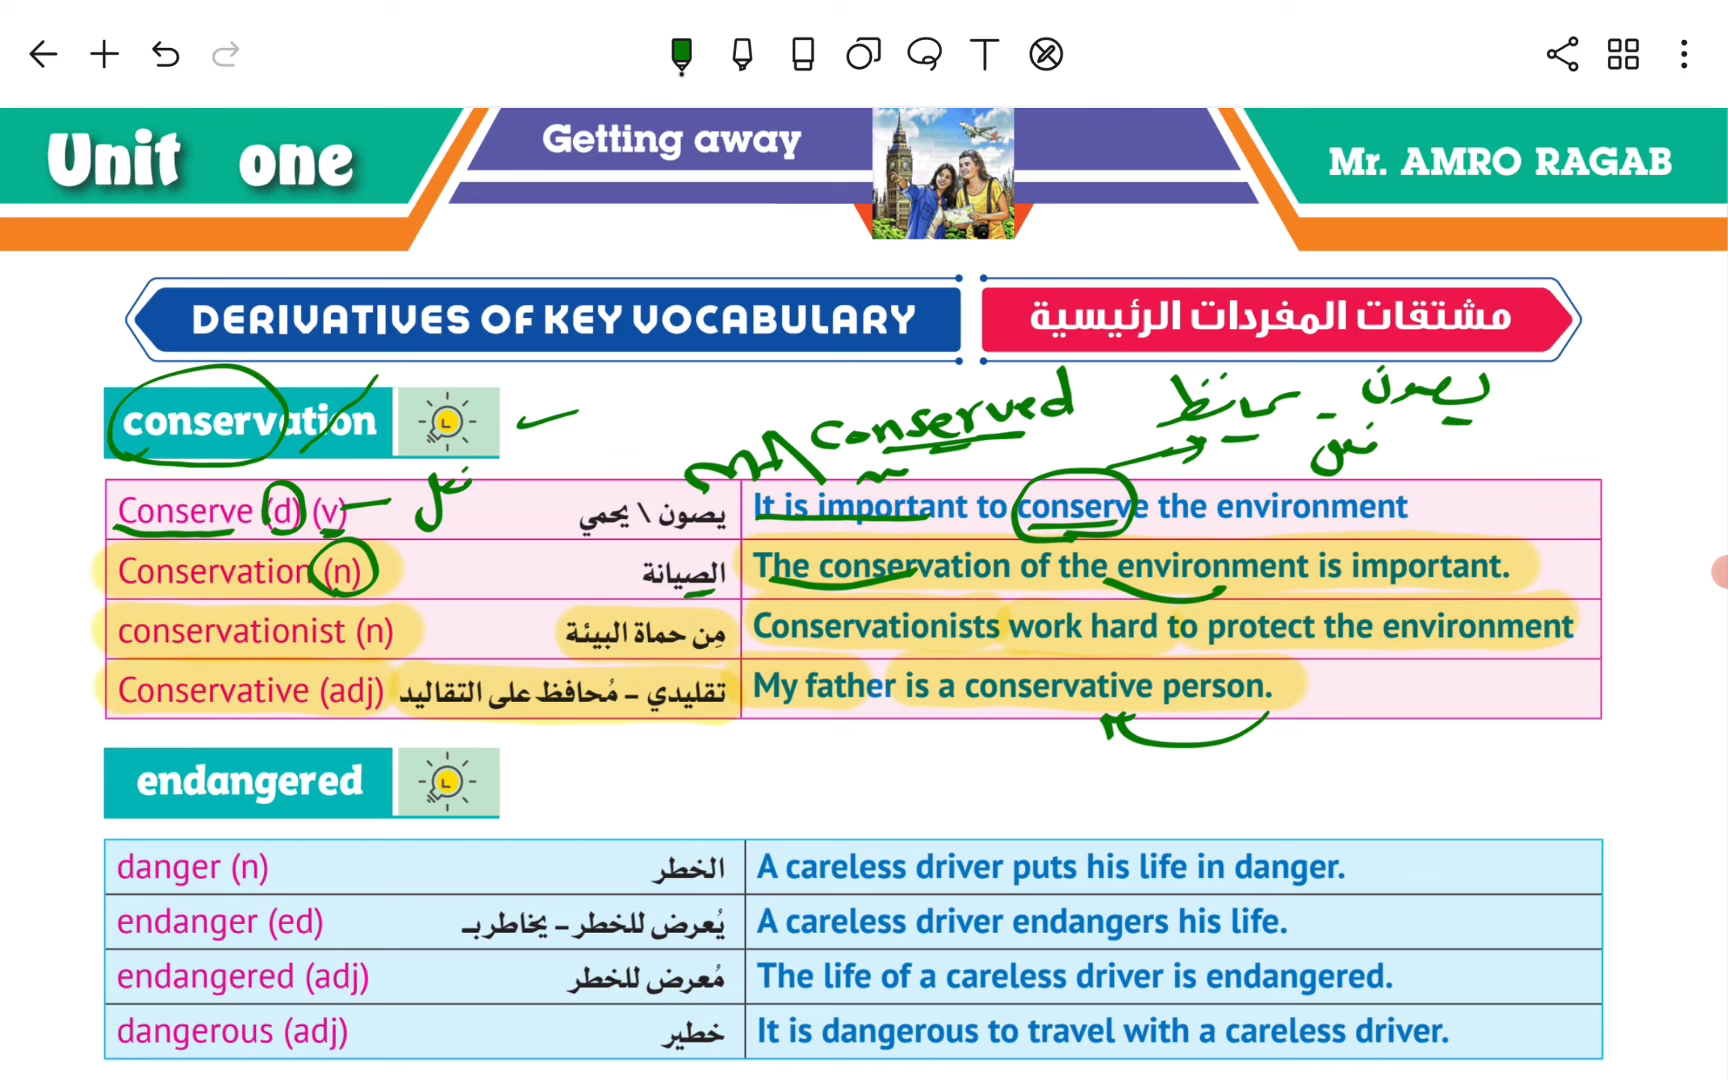 Unit one
Getting away
Mr. AMRO RAGAB
DERIVATIVES OF KEY VOCABULARY
مشتقات المفردات الرئيسية
conservation
Conserved
يحافظ - يصون
فعل
Conserve (d) (v) يصون \ يحمي It is important to conserve the environment
Conservation (n) الصيانة The conservation of the environment is important.
conservationist (n) مِن حماة البيئة Conservationists work hard to protect the environment
Conservative (adj) تقليدي – مُحافظ على التقاليد My father is a conservative person.
endangered
danger (n) الخطر A careless driver puts his life in danger.
endanger (ed) يُعرض للخطر – يخاطر بـ A careless driver endangers his life.
endangered (adj) مُعرض للخطر The life of a careless driver is endangered.
dangerous (adj) خطير It is dangerous to travel with a careless driver.